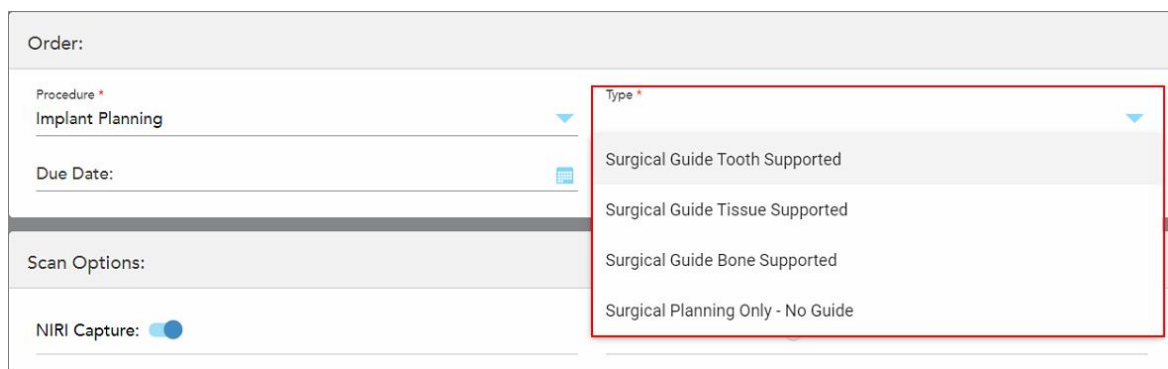 Order:
Procedure *
Implant Planning
Type *
Due Date:
Surgical Guide Tooth Supported
Surgical Guide Tissue Supported
Surgical Guide Bone Supported
Surgical Planning Only - No Guide
Scan Options:
NIRI Capture: